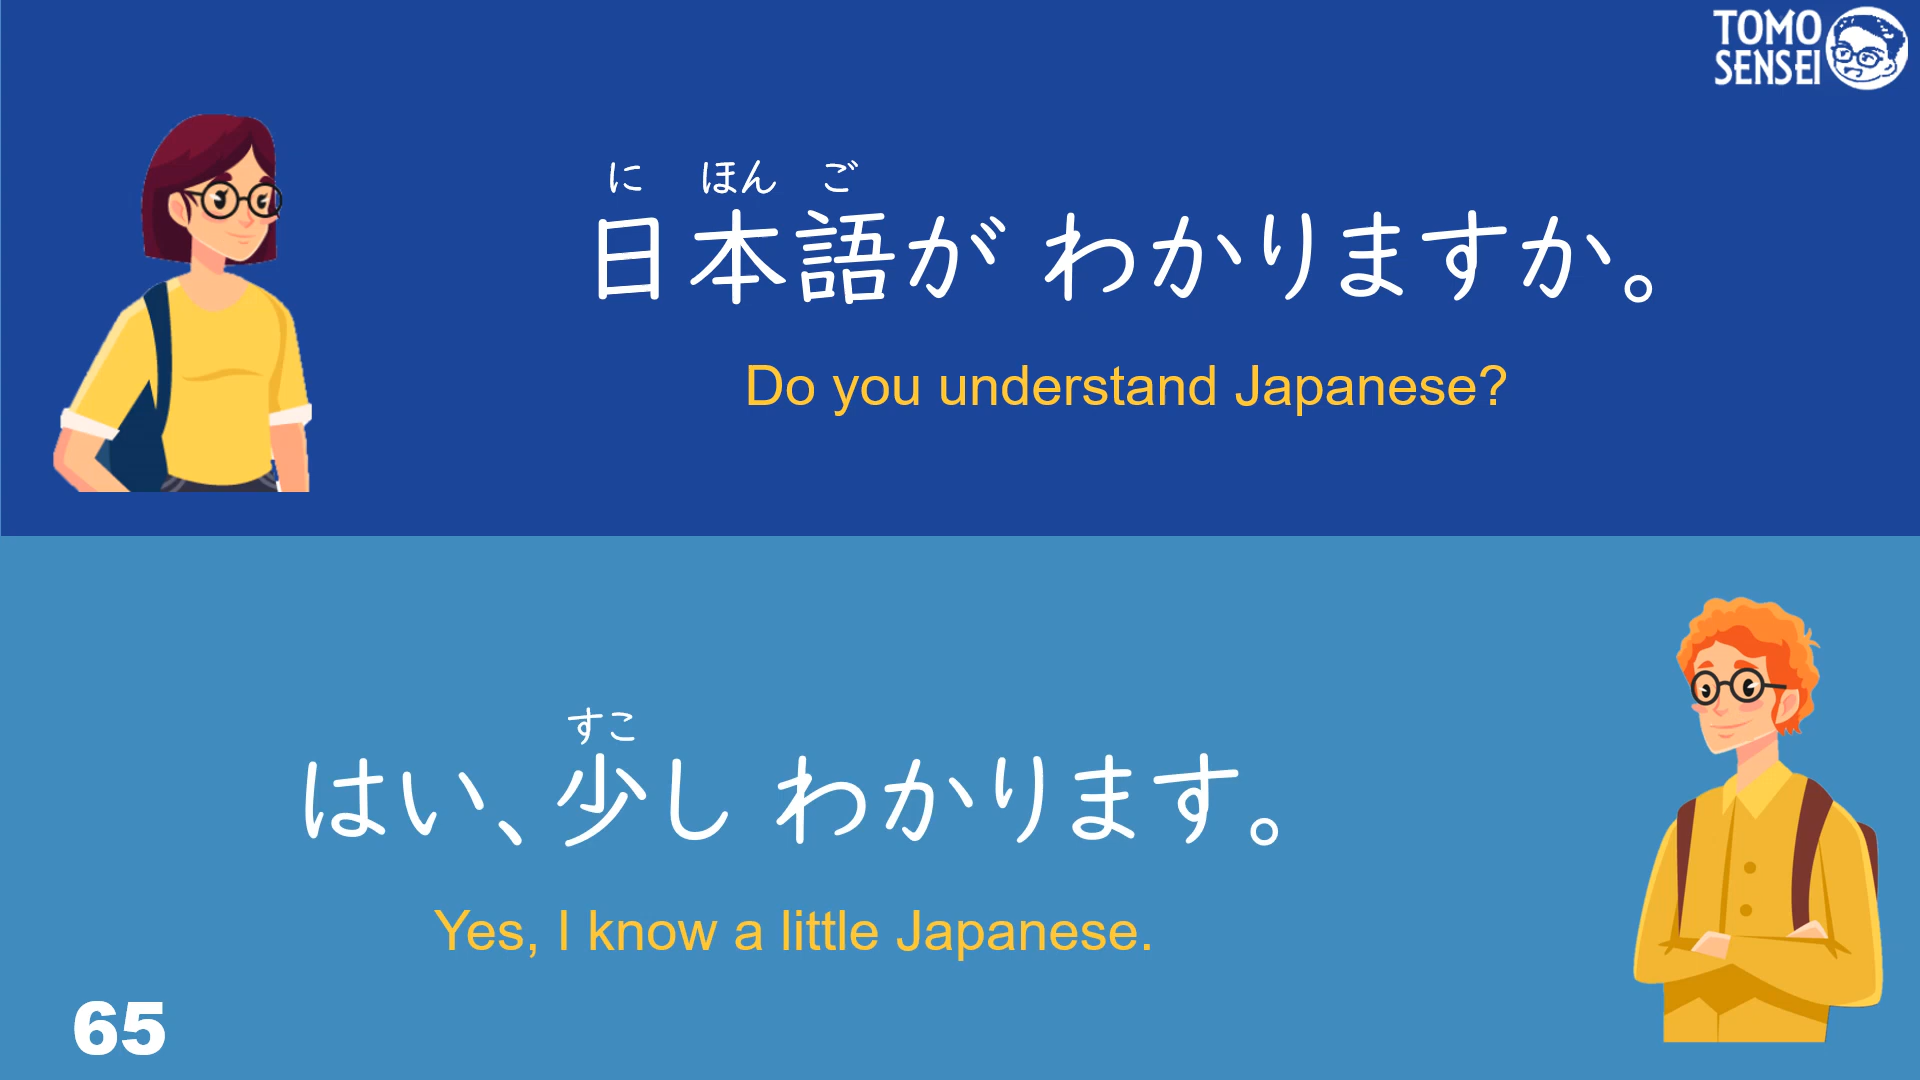 TOMO
SENSEI
に ほん ご
日本語が わかりますか。
Do you understand Japanese?
すこ
はい、少し わかります。
Yes, I know a little Japanese.
65